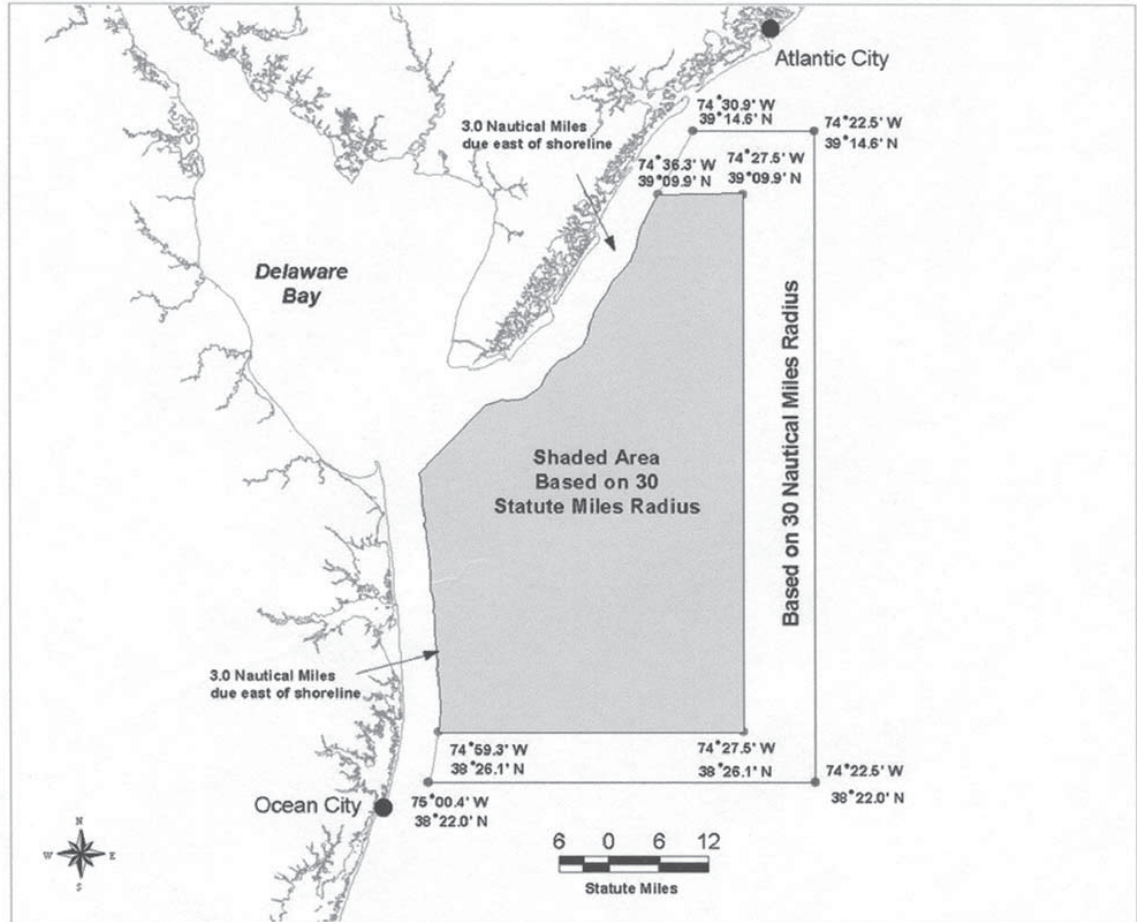 Atlantic City
74°30.9' W
39°14.6' N
74°22.5' W
39°14.6' N
3.0 Nautical Miles
due east of shoreline
74°36.3' W
39°09.9' N
74°27.5' W
39°09.9' N
Delaware
Bay
Based on 30 Nautical Miles Radius
Shaded Area
Based on 30
Statute Miles Radius
3.0 Nautical Miles
due east of shoreline
74°59.3' W
38°26.1' N
74°27.5' W
38°26.1' N
74°22.5' W
38°22.0' N
Ocean City
75°00.4' W
38°22.0' N
N
W E
S
6 0 6 12
Statute Miles